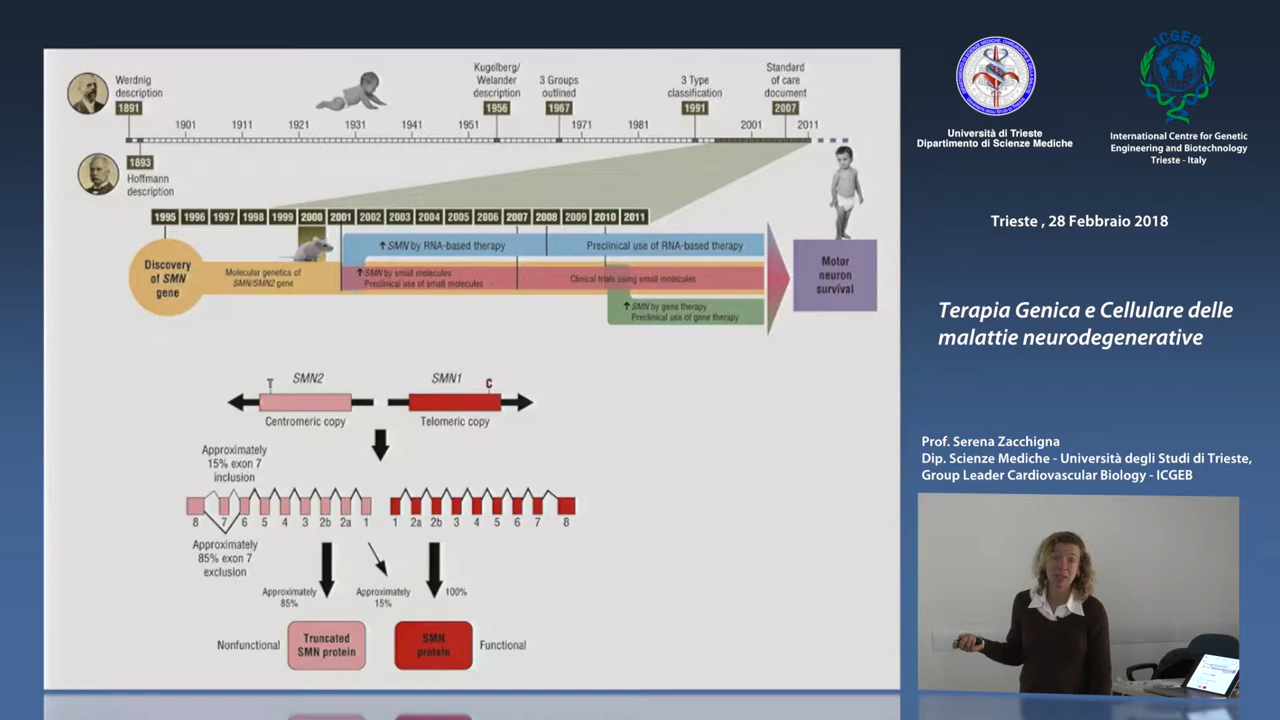 Werdnig
description
1891
Kugelberg/
Welander
description
1956
3 Groups
outlined
1967
3 Type
classification
1991
Standard
of care
document
2007
1901
1911
1921
1931
1941
1951
1971
1981
2001
2011
1893
Hoffmann
description
1995 1996 1997 1998 1999 2000 2001 2002 2003 2004 2005 2006 2007 2008 2009 2010 2011
Discovery
of SMN
gene
Molecular genetics of
SMN/SMN2 gene
SMN by RNA-based therapy
Preclinical use of RNA-based therapy
SMN by small molecules
Preclinical use of small molecules
Clinical trials using small molecules
SMN by gene therapy
Preclinical use of gene therapy
Motor
neuron
survival
T
SMN2
SMN1
C
Centromeric copy
Telomeric copy
Approximately
15% exon 7
inclusion
8 7 6 5 4 3 2b 2a 1
1 2a 2b 3 4 5 6 7 8
Approximately
85% exon 7
exclusion
Approximately
85%
Approximately
15%
100%
Nonfunctional
Truncated
SMN protein
SMN
protein
Functional
Università di Trieste
Dipartimento di Scienze Mediche
ICGEB
International Centre for Genetic
Engineering and Biotechnology
Trieste - Italy
Trieste , 28 Febbraio 2018
Terapia Genica e Cellulare delle
malattie neurodegenerative
Prof. Serena Zacchigna
Dip. Scienze Mediche - Università degli Studi di Trieste,
Group Leader Cardiovascular Biology - ICGEB